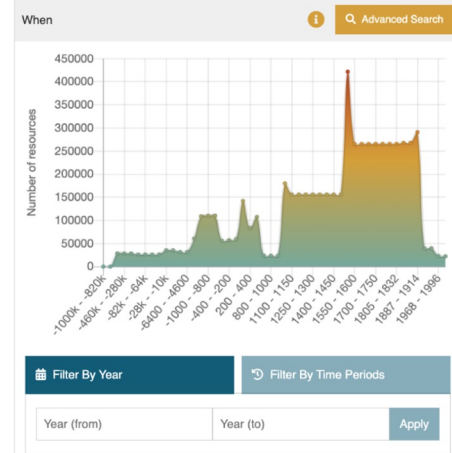 When
i
Advanced Search
Number of resources
450000
400000
350000
300000
250000
200000
150000
100000
50000
0
-1000k - -820k
-460k - -280k
-82k - -64k
-28k - -10k
-6400 - -4600
-1000 - -800
-400 - -200
200 - 400
800 - 1000
1100 - 1150
1250 - 1300
1400 - 1450
1550 - 1600
1700 - 1750
1805 - 1832
1887 - 1914
1968 - 1996
Filter By Year
Filter By Time Periods
Year (from)
Year (to)
Apply